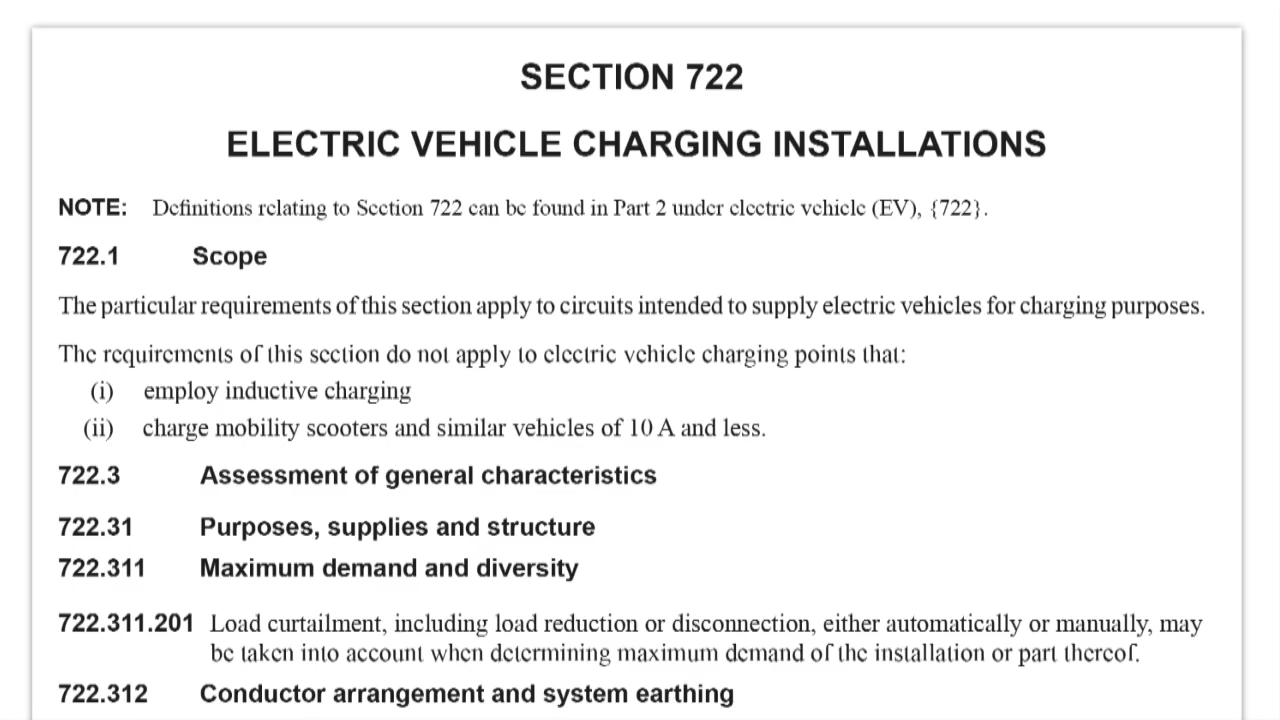 SECTION 722
ELECTRIC VEHICLE CHARGING INSTALLATIONS
NOTE: Definitions relating to Section 722 can be found in Part 2 under electric vehicle (EV), {722}.
722.1 Scope
The particular requirements of this section apply to circuits intended to supply electric vehicles for charging purposes.
The requirements of this section do not apply to electric vehicle charging points that:
(i) employ inductive charging
(ii) charge mobility scooters and similar vehicles of 10 A and less.
722.3 Assessment of general characteristics
722.31 Purposes, supplies and structure
722.311 Maximum demand and diversity
722.311.201 Load curtailment, including load reduction or disconnection, either automatically or manually, may
be taken into account when determining maximum demand of the installation or part thereof.
722.312 Conductor arrangement and system earthing